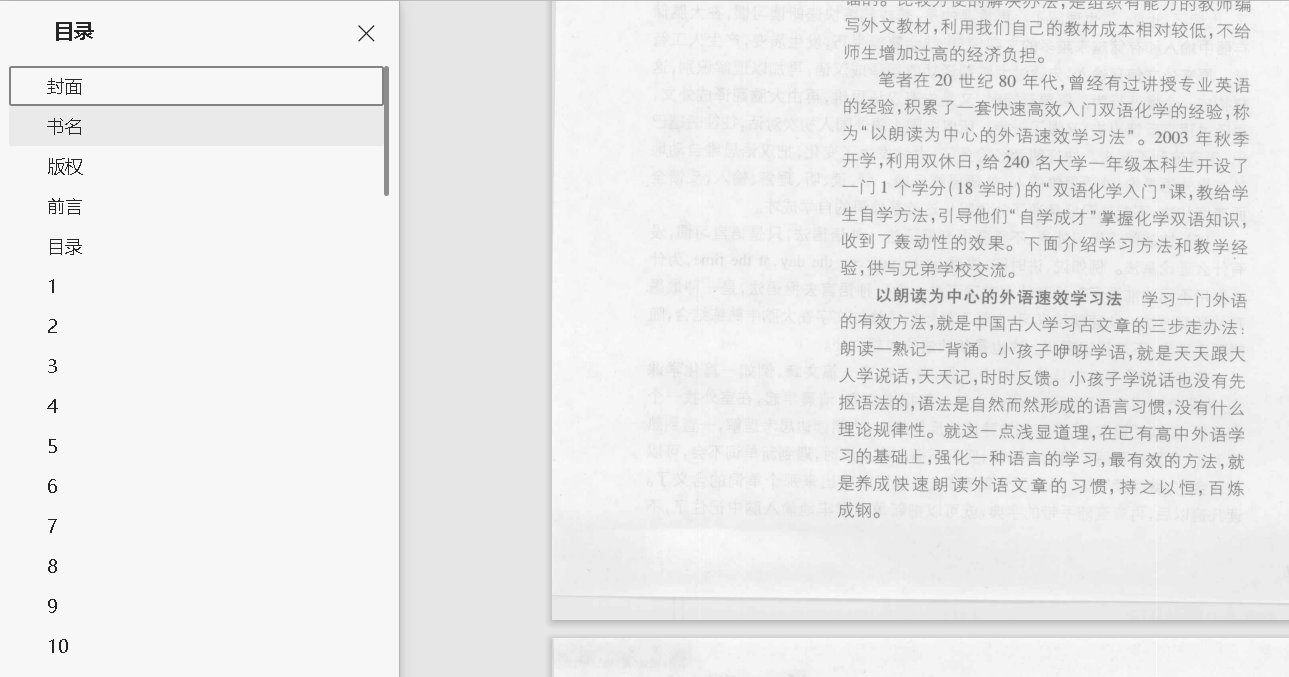 目录
封面
书名
版权
前言
目录
1
2
3
4
5
6
7
8
9
10
编的。比较方便的解决办法,是组织有能力的教师编
写外文教材,利用我们自己的教材成本相对较低,不给
师生增加过高的经济负担。
笔者在 20 世纪 80 年代,曾经有过讲授专业英语
的经验,积累了一套快速高效入门双语化学的经验,称
为“以朗读为中心的外语速效学习法”。2003 年秋季
开学,利用双休日,给 240 名大学一年级本科生开设了
一门 1 个学分(18 学时)的“双语化学入门”课,教给学
生自学方法,引导他们“自学成才”掌握化学双语知识,
收到了轰动性的效果。下面介绍学习方法和教学经
验,供与兄弟学校交流。
以朗读为中心的外语速效学习法 学习一门外语
的有效方法,就是中国古人学习古文章的三步走办法:
朗读—熟记—背诵。小孩子咿呀学语,就是天天跟大
人学说话,天天记,时时反馈。小孩子学说话也没有先
抠语法的,语法是自然而然形成的语言习惯,没有什么
理论规律性。就这一点浅显道理,在已有高中外语学
习的基础上,强化一种语言的学习,最有效的方法,就
是养成快速朗读外语文章的习惯,持之以恒,百炼
成钢。